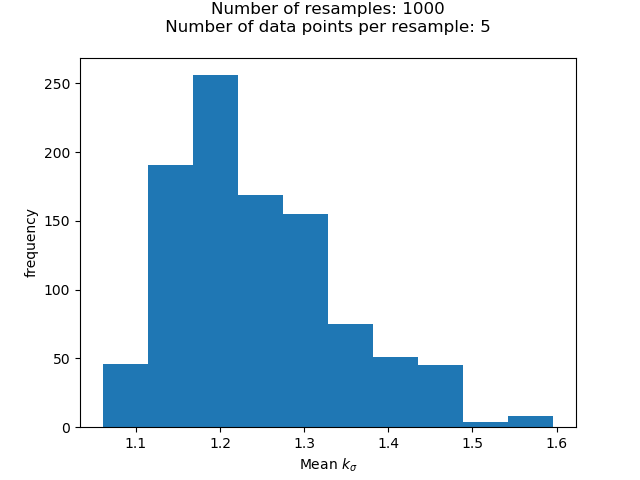 Number of resamples: 1000
Number of data points per resample: 5
250
200
150
100
50
0
frequency
1.1 1.2 1.3 1.4 1.5 1.6
Mean kσ